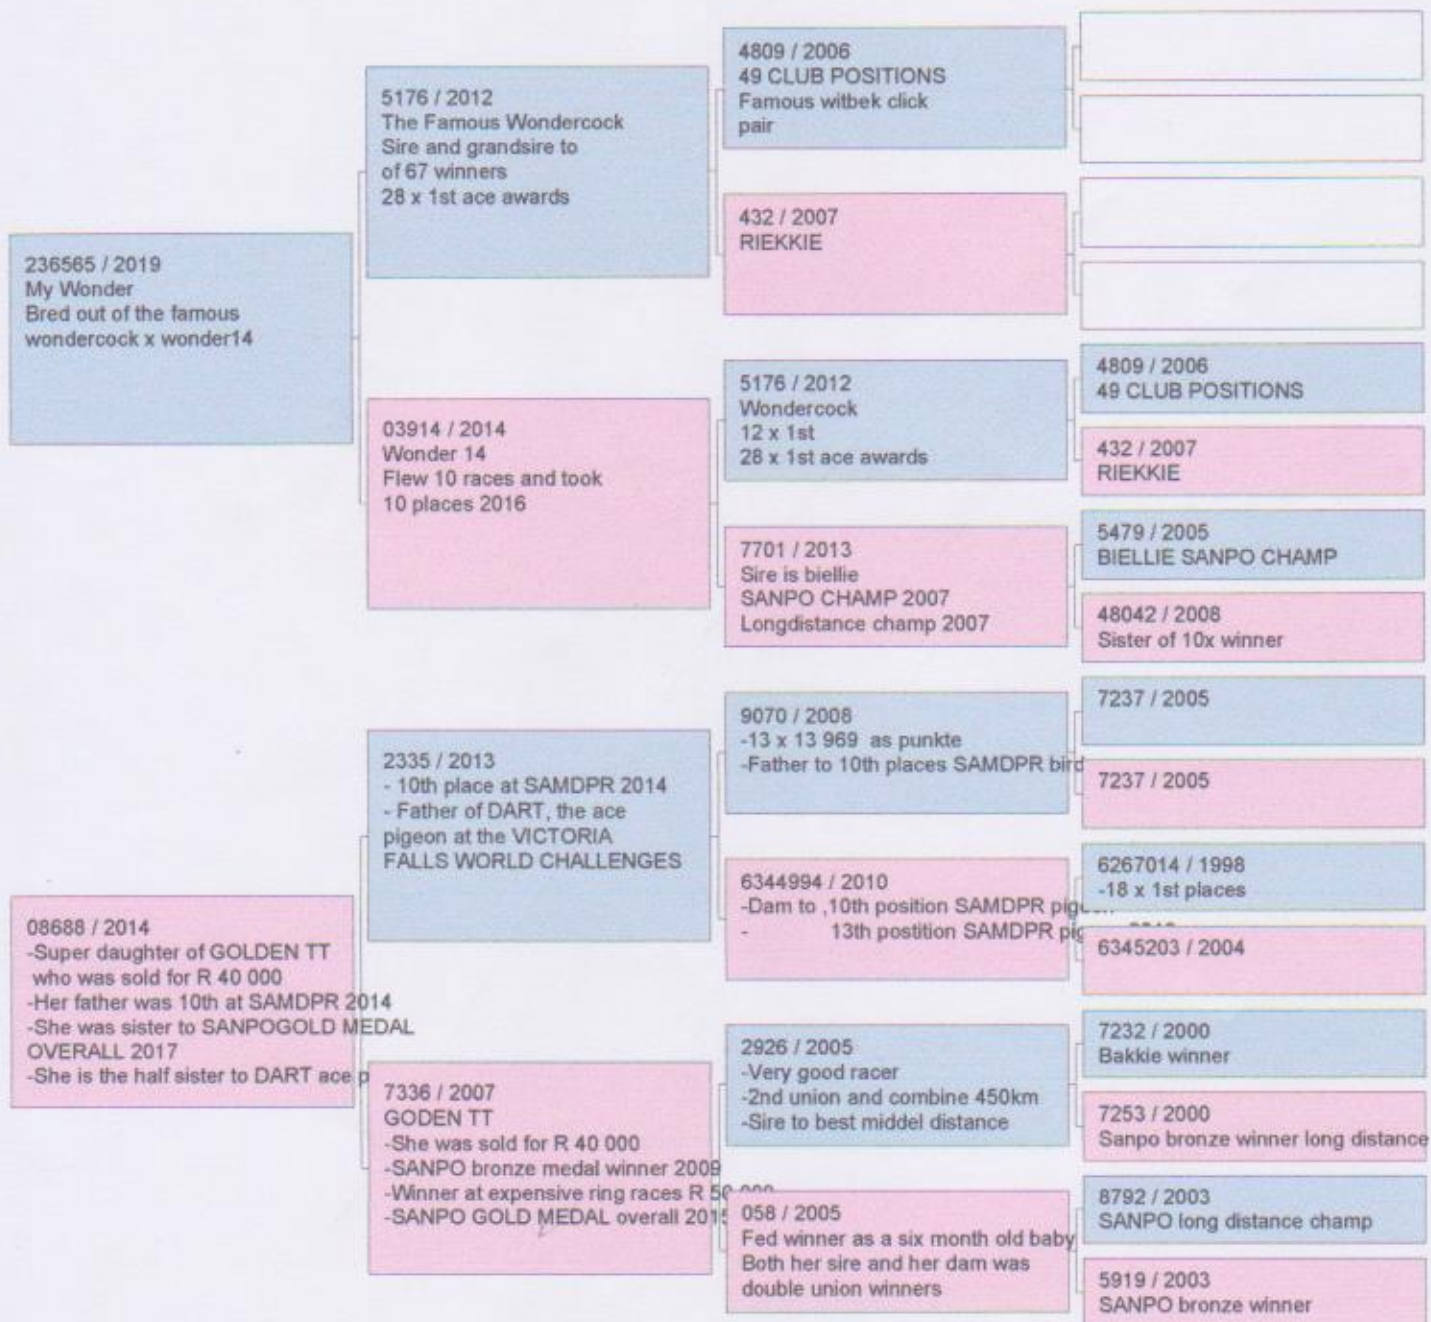 236565 / 2019
My Wonder
Bred out of the famous
wondercock x wonder14
5176 / 2012
The Famous Wondercock
Sire and grandsire to
of 67 winners
28 x 1st ace awards
4809 / 2006
49 CLUB POSITIONS
Famous witbek click
pair
432 / 2007
RIEKKIE
03914 / 2014
Wonder 14
Flew 10 races and took
10 places 2016
5176 / 2012
Wondercock
12 x 1st
28 x 1st ace awards
4809 / 2006
49 CLUB POSITIONS
432 / 2007
RIEKKIE
7701 / 2013
Sire is biellie
SANPO CHAMP 2007
Longdistance champ 2007
5479 / 2005
BIELLIE SANPO CHAMP
48042 / 2008
Sister of 10x winner
08688 / 2014
-Super daughter of GOLDEN TT
who was sold for R 40 000
-Her father was 10th at SAMDPR 2014
-She was sister to SANPOGOLD MEDAL
OVERALL 2017
-She is the half sister to DART ace
2335 / 2013
- 10th place at SAMDPR 2014
- Father of DART, the ace
pigeon at the VICTORIA
FALLS WORLD CHALLENGES
9070 / 2008
-13 x 13 969 as punkte
-Father to 10th places SAMDPR bird
7237 / 2005
7237 / 2005
6344994 / 2010
-Dam to ,10th position SAMDPR
- 13th postition SAMDPR
6267014 / 1998
-18 x 1st places
6345203 / 2004
7336 / 2007
GODEN TT
-She was sold for R 40 000
-SANPO bronze medal winner 2009
-Winner at expensive ring races R
-SANPO GOLD MEDAL overall 2015
2926 / 2005
-Very good racer
-2nd union and combine 450km
-Sire to best middel distance
7232 / 2000
Bakkie winner
7253 / 2000
Sanpo bronze winner long distance
058 / 2005
Fed winner as a six month old baby
Both her sire and her dam was
double union winners
8792 / 2003
SANPO long distance champ
5919 / 2003
SANPO bronze winner